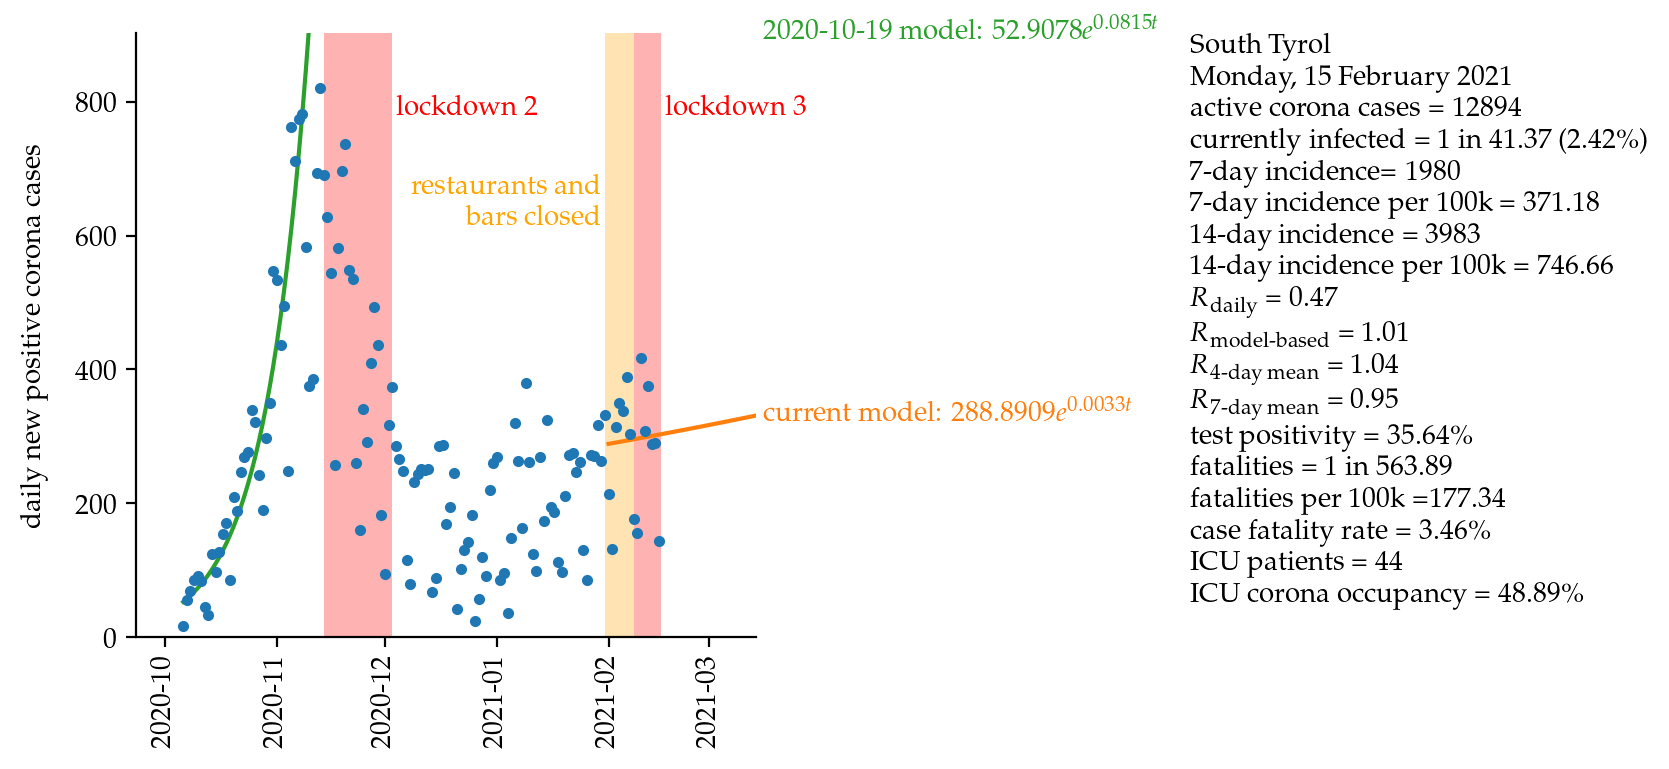 2020-10-19 model: 52.9078e^0.0815t
South Tyrol
Monday, 15 February 2021
active corona cases = 12894
currently infected = 1 in 41.37 (2.42%)
7-day incidence= 1980
7-day incidence per 100k = 371.18
14-day incidence = 3983
14-day incidence per 100k = 746.66
R_daily = 0.47
R_model-based = 1.01
R_4-day mean = 1.04
R_7-day mean = 0.95
test positivity = 35.64%
fatalities = 1 in 563.89
fatalities per 100k =177.34
case fatality rate = 3.46%
ICU patients = 44
ICU corona occupancy = 48.89%
lockdown 2
lockdown 3
restaurants and
bars closed
current model: 288.8909e^0.0033t
daily new positive corona cases
800
600
400
200
0
2020-10
2020-11
2020-12
2021-01
2021-02
2021-03